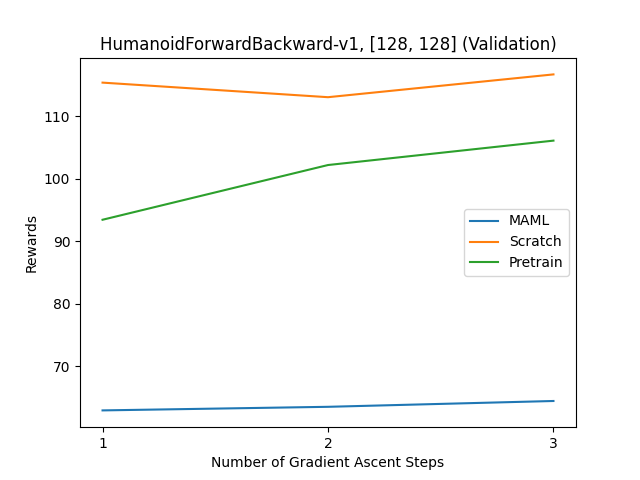 HumanoidForwardBackward-v1, [128, 128] (Validation)
110
100
90
80
70
Rewards
MAML
Scratch
Pretrain
1
2
3
Number of Gradient Ascent Steps